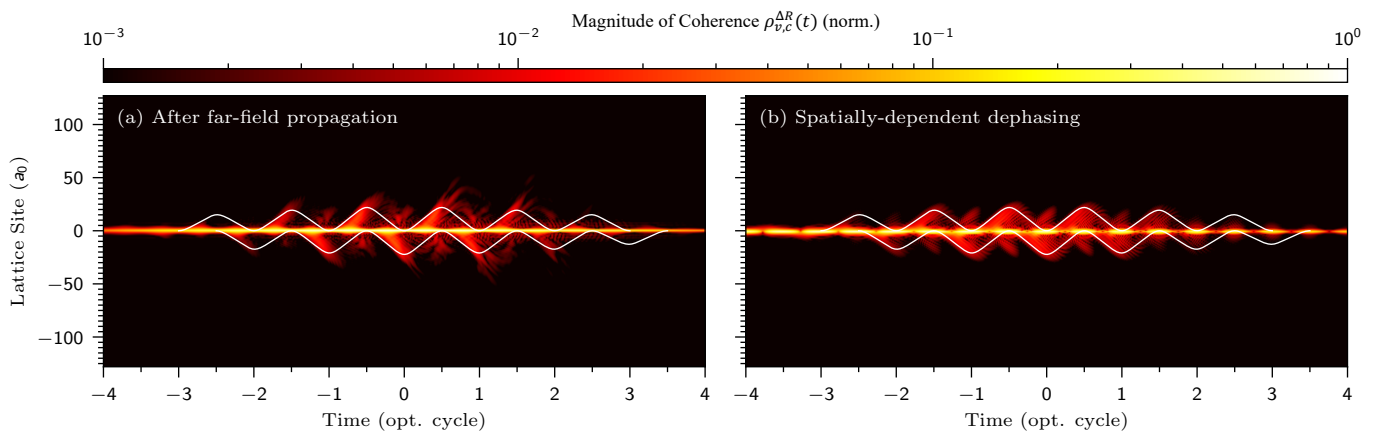 Magnitude of Coherence ρ_{v,c}^{ΔR}(t) (norm.)
10⁻³ 10⁻² 10⁻¹ 10⁰
(a) After far-field propagation
(b) Spatially-dependent dephasing
Lattice Site (a₀)
100
50
0
−50
−100
−4 −3 −2 −1 0 1 2 3 4
−4 −3 −2 −1 0 1 2 3 4
Time (opt. cycle)
Time (opt. cycle)